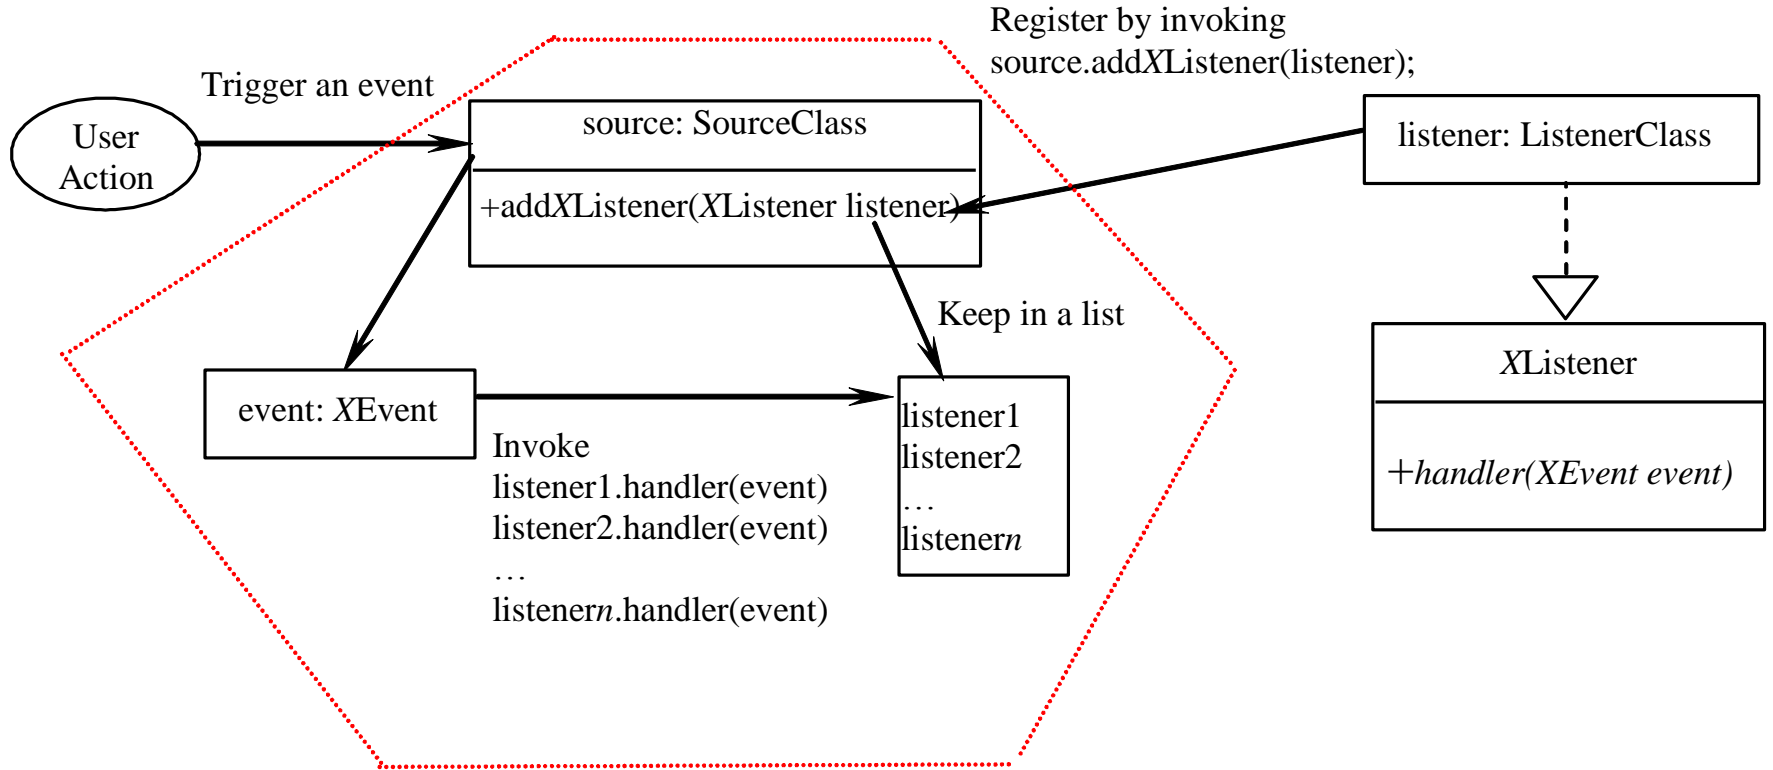 Register by invoking
source.addXListener(listener);
Trigger an event
User
Action
source: SourceClass
+addXListener(XListener listener)
listener: ListenerClass
Keep in a list
XListener
+handler(XEvent event)
event: XEvent
listener1
listener2
…
listenern
Invoke
listener1.handler(event)
listener2.handler(event)
…
listenern.handler(event)